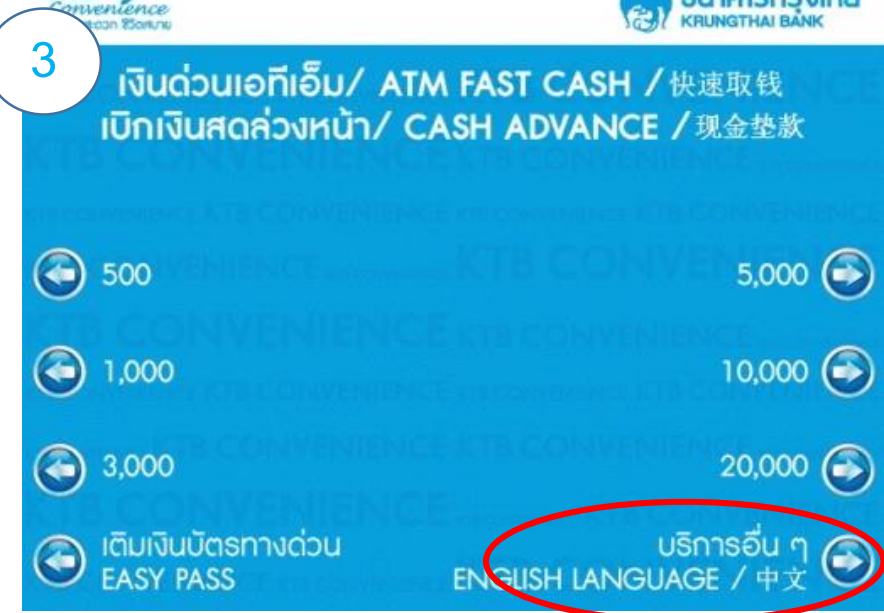 Convenience
3
KRUNGTHAI BANK
เงินด่วนเอทีเอ็ม/ ATM FAST CASH /快速取钱
เบิกเงินสดล่วงหน้า/ CASH ADVANCE /现金垫款
500
5,000
1,000
10,000
3,000
20,000
เติมเงินบัตรทางด่วน
EASY PASS
บริการอื่น ๆ
ENGLISH LANGUAGE / 中文